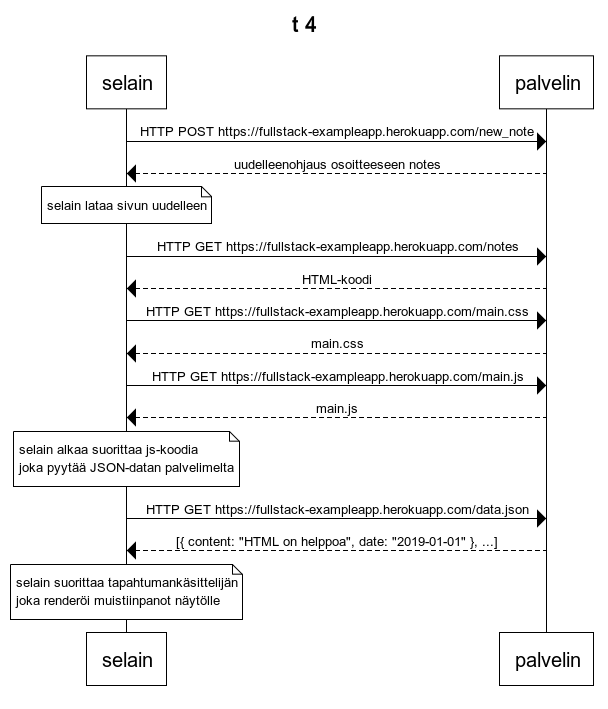 t 4
selain
palvelin
HTTP POST https://fullstack-exampleapp.herokuapp.com/new_note
uudelleenohjaus osoitteeseen notes
selain lataa sivun uudelleen
HTTP GET https://fullstack-exampleapp.herokuapp.com/notes
HTML-koodi
HTTP GET https://fullstack-exampleapp.herokuapp.com/main.css
main.css
HTTP GET https://fullstack-exampleapp.herokuapp.com/main.js
main.js
selain alkaa suorittaa js-koodia
joka pyytää JSON-datan palvelimelta
HTTP GET https://fullstack-exampleapp.herokuapp.com/data.json
[{ content: "HTML on helppoa", date: "2019-01-01" }, ...]
selain suorittaa tapahtumankäsittelijän
joka renderöi muistiinpanot näytölle
selain
palvelin